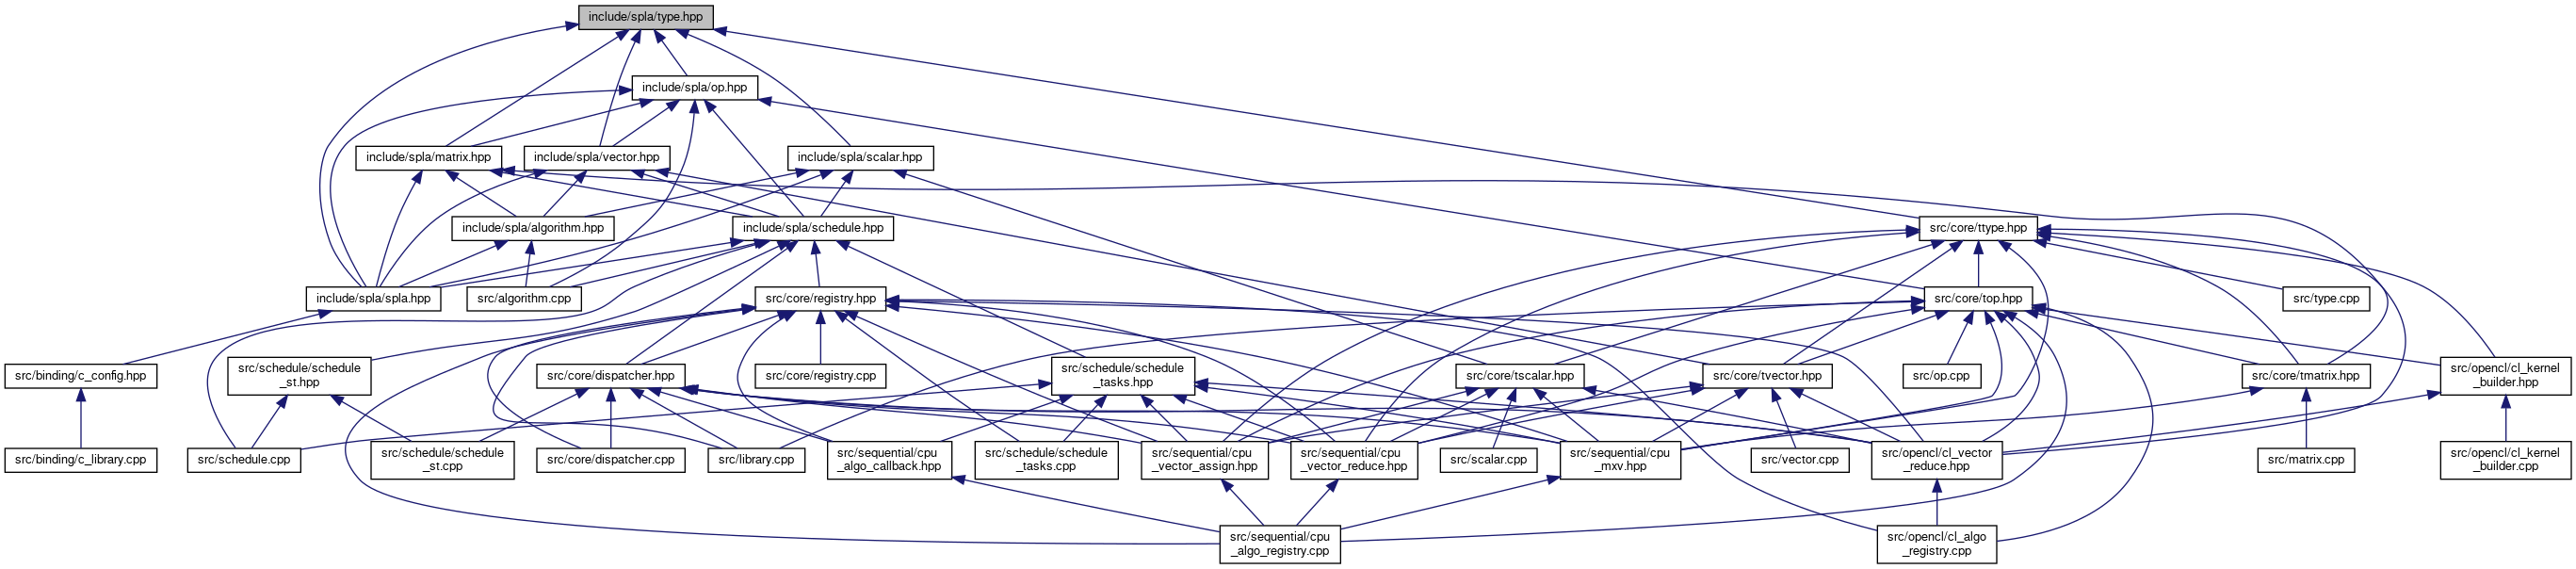 include/spla/type.hpp
include/spla/op.hpp
include/spla/matrix.hpp
include/spla/vector.hpp
include/spla/scalar.hpp
include/spla/algorithm.hpp
include/spla/schedule.hpp
src/core/ttype.hpp
include/spla/spla.hpp
src/algorithm.cpp
src/core/registry.hpp
src/core/top.hpp
src/type.cpp
src/binding/c_config.hpp
src/schedule/schedule
_st.hpp
src/core/dispatcher.hpp
src/core/registry.cpp
src/schedule/schedule
_tasks.hpp
src/core/tscalar.hpp
src/core/tvector.hpp
src/op.cpp
src/core/tmatrix.hpp
src/opencl/cl_kernel
_builder.hpp
src/binding/c_library.cpp
src/schedule.cpp
src/schedule/schedule
_st.cpp
src/core/dispatcher.cpp
src/library.cpp
src/sequential/cpu
_algo_callback.hpp
src/schedule/schedule
_tasks.cpp
src/sequential/cpu
_vector_assign.hpp
src/sequential/cpu
_vector_reduce.hpp
src/scalar.cpp
src/sequential/cpu
_mxv.hpp
src/vector.cpp
src/opencl/cl_vector
_reduce.hpp
src/matrix.cpp
src/opencl/cl_kernel
_builder.cpp
src/sequential/cpu
_algo_registry.cpp
src/opencl/cl_algo
_registry.cpp